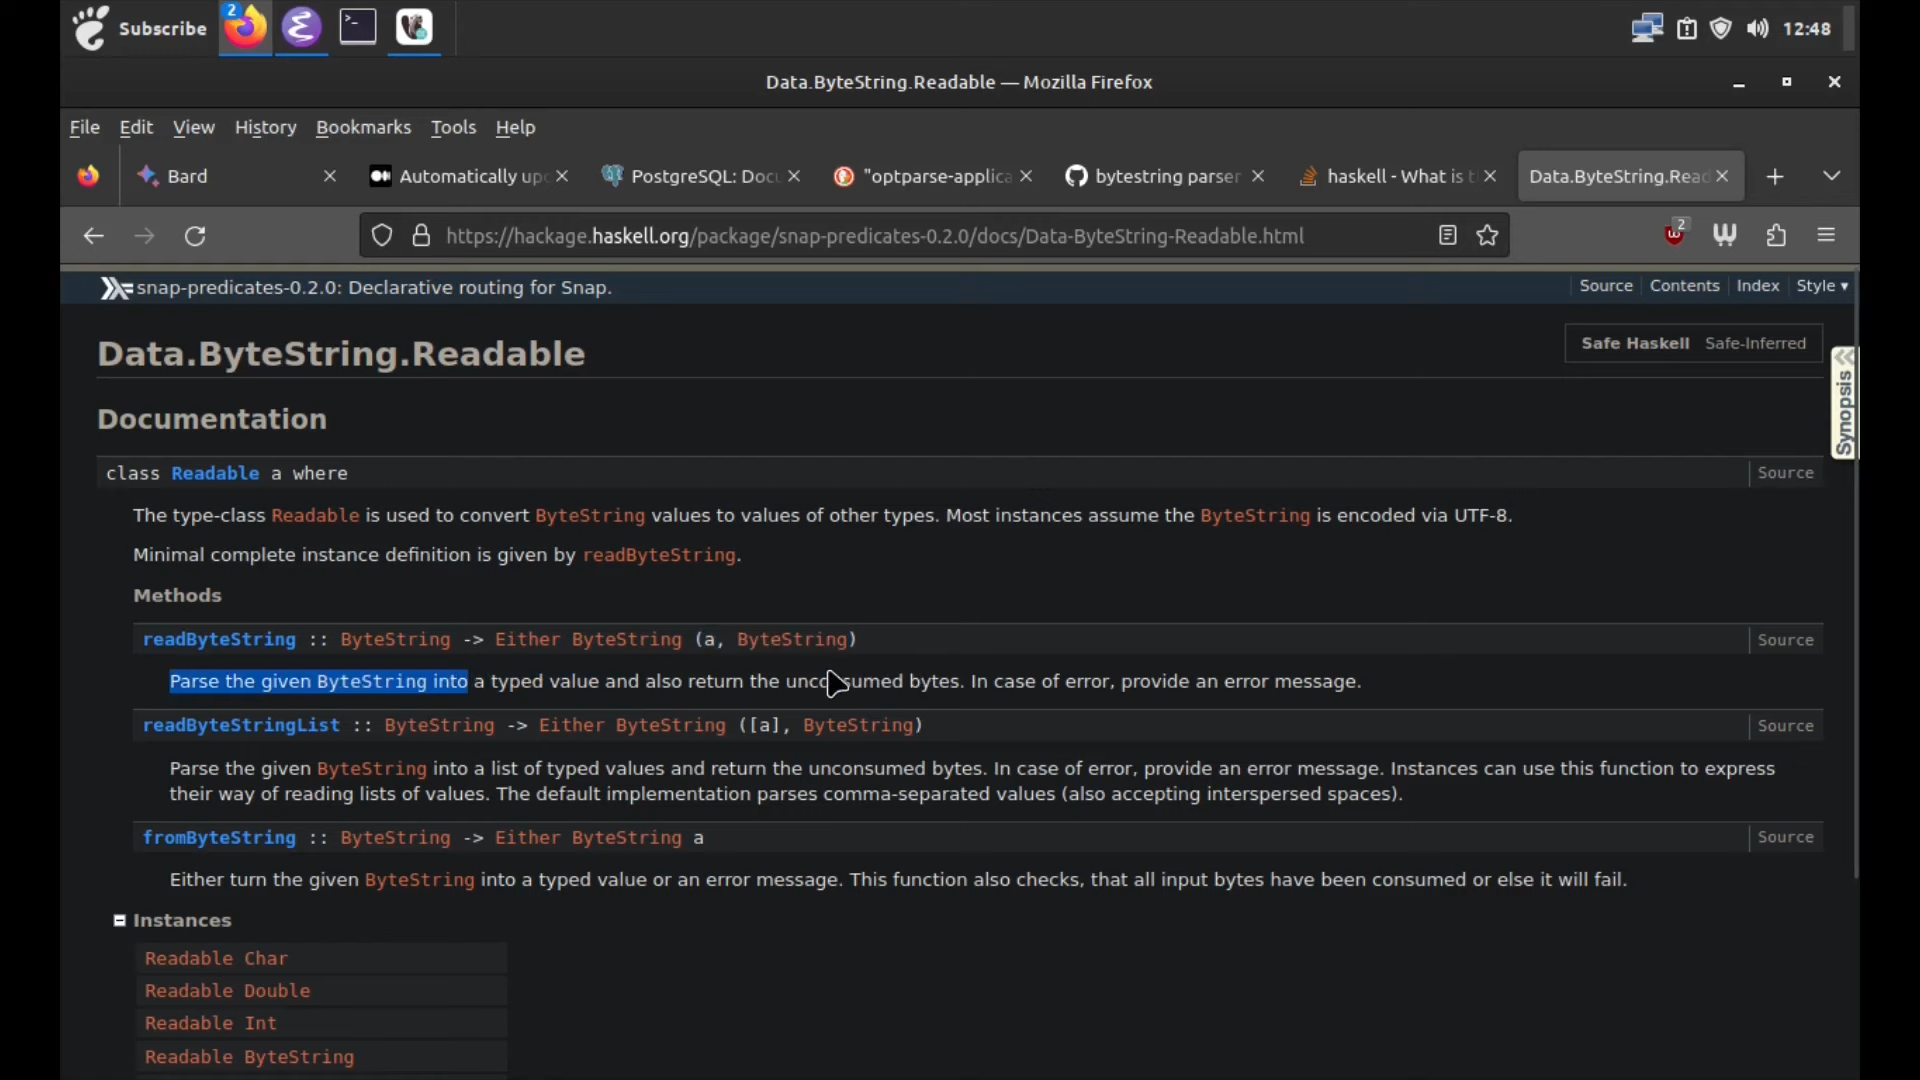 Subscribe
2
12:48
Data.ByteString.Readable — Mozilla Firefox
File Edit View History Bookmarks Tools Help
Bard
Automatically up
PostgreSQL: Doc
"optparse-applica
bytestring parser
haskell - What is t
Data.ByteString.Read
https://hackage.haskell.org/package/snap-predicates-0.2.0/docs/Data-ByteString-Readable.html
2
snap-predicates-0.2.0: Declarative routing for Snap.
Source Contents Index Style ▾
Data.ByteString.Readable
Safe Haskell Safe-Inferred
Synopsis
Documentation
class Readable a where
Source
The type-class Readable is used to convert ByteString values to values of other types. Most instances assume the ByteString is encoded via UTF-8.
Minimal complete instance definition is given by readByteString.
Methods
readByteString :: ByteString -> Either ByteString (a, ByteString)
Source
Parse the given ByteString into a typed value and also return the unconsumed bytes. In case of error, provide an error message.
readByteStringList :: ByteString -> Either ByteString ([a], ByteString)
Source
Parse the given ByteString into a list of typed values and return the unconsumed bytes. In case of error, provide an error message. Instances can use this function to express
their way of reading lists of values. The default implementation parses comma-separated values (also accepting interspersed spaces).
fromByteString :: ByteString -> Either ByteString a
Source
Either turn the given ByteString into a typed value or an error message. This function also checks, that all input bytes have been consumed or else it will fail.
Instances
Readable Char
Readable Double
Readable Int
Readable ByteString